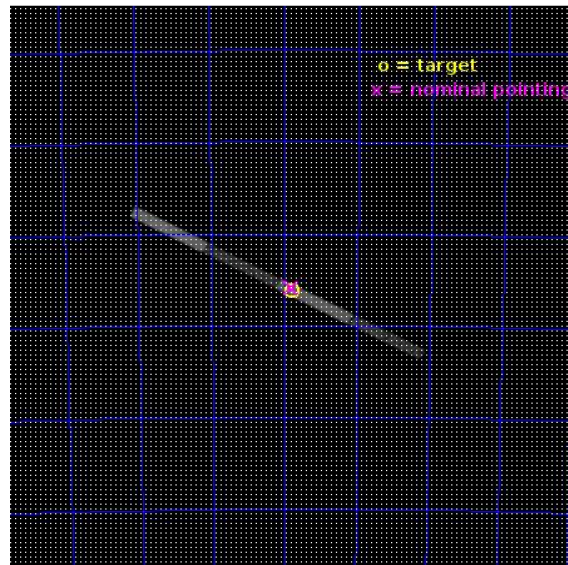 o = target
x = nominal pointing